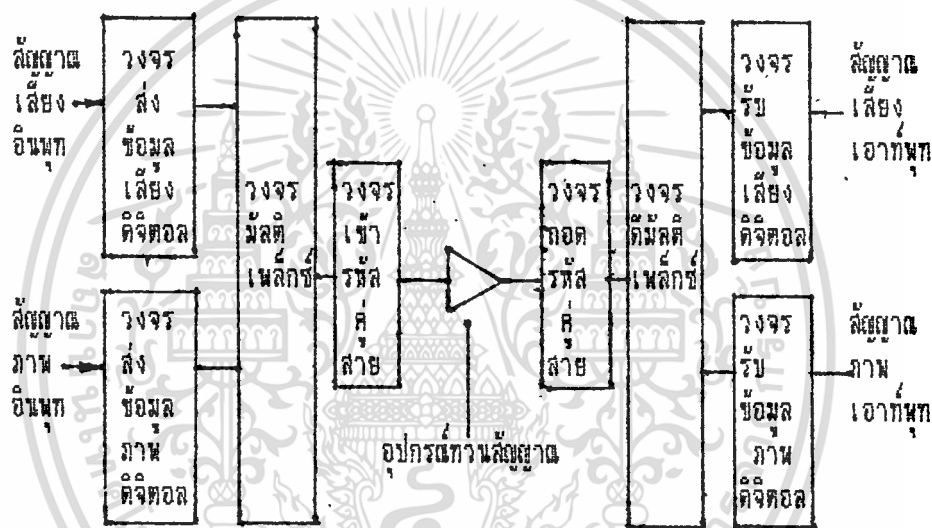 สัญญาณ
เสียง
อินพุท
วงจร
ส่ง
ข้อมูล
เสียง
ดิจิตอล
สัญญาณ
ภาพ
อินพุท
วงจร
ส่ง
ข้อมูล
ภาพ
ดิจิตอล
วงจร
มัลติ
เพล็กซ์
วงจร
เข้า
รหัส
คู่
สาย
อุปกรณ์ทวนสัญญาณ
วงจร
ถอด
รหัส
คู่
สาย
วงจร
ดีมัลติ
เพล็กซ์
วงจร
รับ
ข้อมูล
เสียง
ดิจิตอล
สัญญาณ
เสียง
เอาท์พุท
วงจร
รับ
ข้อมูล
ภาพ
ดิจิตอล
สัญญาณ
ภาพ
เอาท์พุท